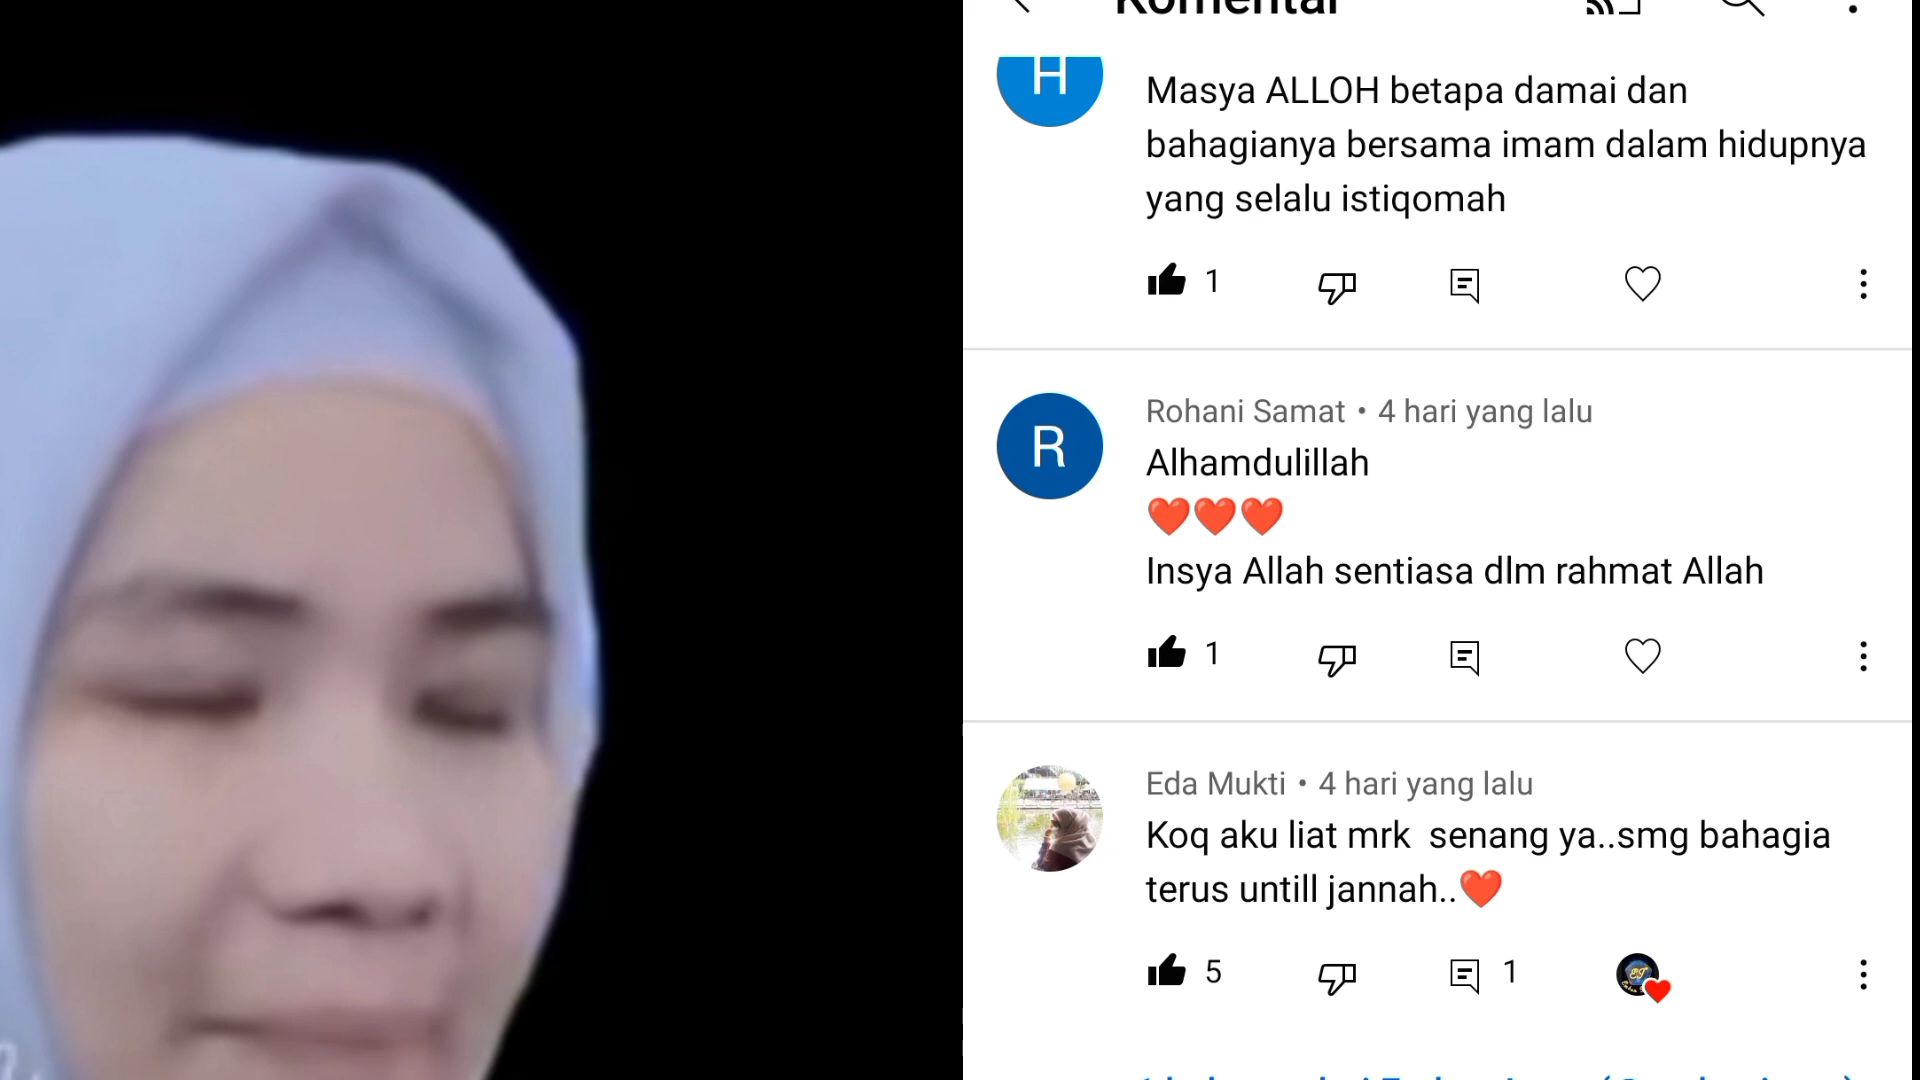 Komentar
H
Masya ALLOH betapa damai dan
bahagianya bersama imam dalam hidupnya
yang selalu istiqomah
1
R
Rohani Samat • 4 hari yang lalu
Alhamdulillah
❤️❤️❤️
Insya Allah sentiasa dlm rahmat Allah
1
Eda Mukti • 4 hari yang lalu
Koq aku liat mrk  senang ya..smg bahagia
terus untill jannah..❤️
5
1